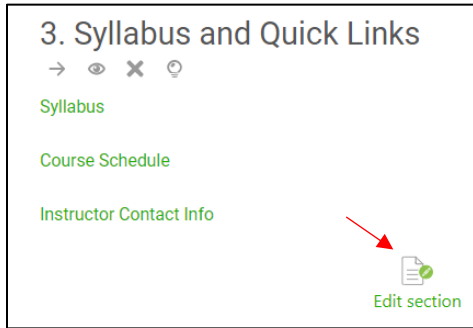 3. Syllabus and Quick Links
Syllabus
Course Schedule
Instructor Contact Info
Edit section